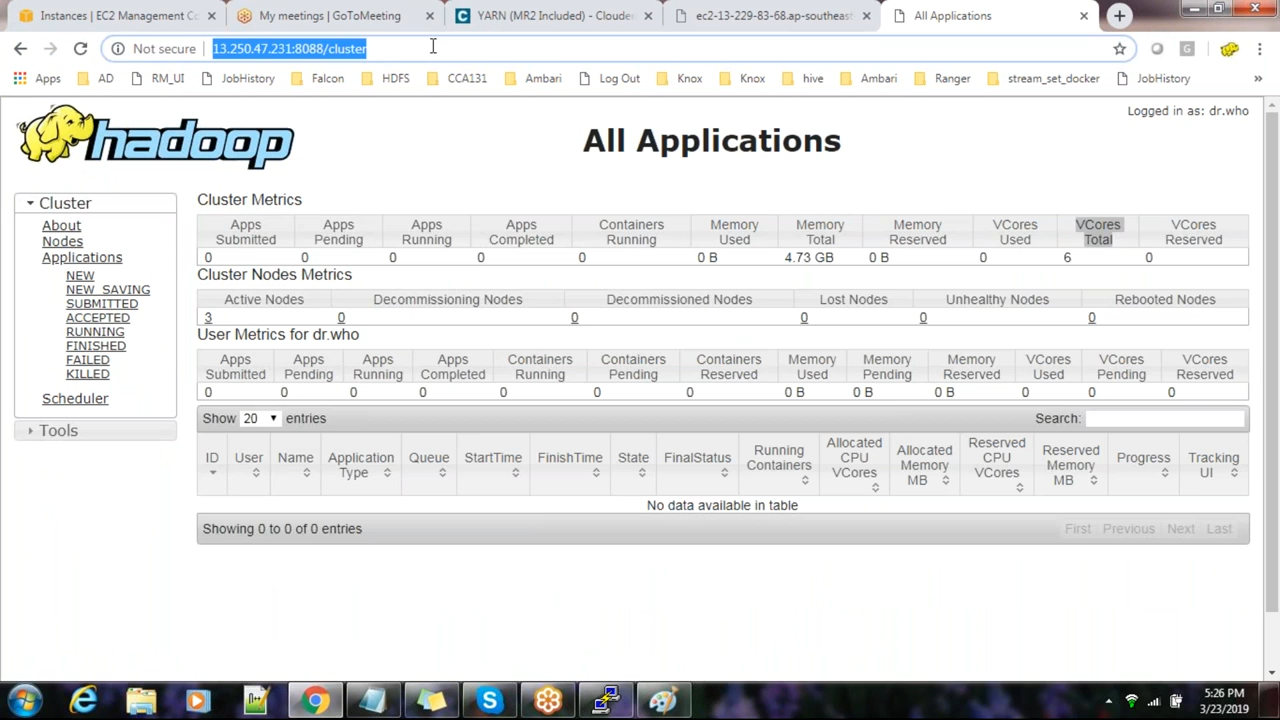 Instances | EC2 Management Co
My meetings | GoToMeeting
YARN (MR2 Included) - Clouder
ec2-13-229-83-68.ap-southeast
All Applications
Not secure
13.250.47.231:8088/cluster
Apps
AD
RM_UI
JobHistory
Falcon
HDFS
CCA131
Ambari
Log Out
Knox
Knox
hive
Ambari
Ranger
stream_set_docker
JobHistory
»
Logged in as: dr.who
hadoop
All Applications
Cluster
About
Nodes
Applications
NEW
NEW_SAVING
SUBMITTED
ACCEPTED
RUNNING
FINISHED
FAILED
KILLED
Scheduler
Tools
Cluster Metrics
Apps Submitted Apps Pending Apps Running Apps Completed Containers Running Memory Used Memory Total Memory Reserved VCores Used VCores Total VCores Reserved
0 0 0 0 0 0 B 4.73 GB 0 B 0 6 0
Cluster Nodes Metrics
Active Nodes Decommissioning Nodes Decommissioned Nodes Lost Nodes Unhealthy Nodes Rebooted Nodes
3 0 0 0 0 0
User Metrics for dr.who
Apps Submitted Apps Pending Apps Running Apps Completed Containers Running Containers Pending Containers Reserved Memory Used Memory Pending Memory Reserved VCores Used VCores Pending VCores Reserved
0 0 0 0 0 0 0 0 B 0 B 0 B 0 0 0
Show 20 entries
Search:
ID User Name Application Type Queue StartTime FinishTime State FinalStatus Running Containers Allocated CPU VCores Allocated Memory MB Reserved CPU VCores Reserved Memory MB Progress Tracking UI
No data available in table
Showing 0 to 0 of 0 entries
First Previous Next Last
5:26 PM
3/23/2019